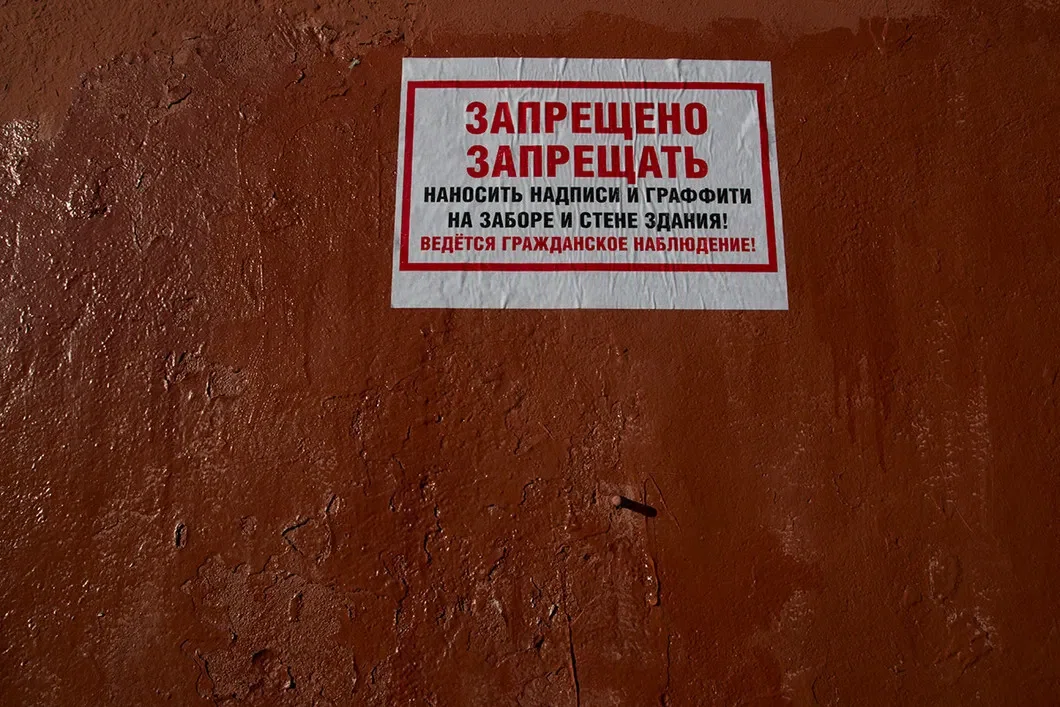 ЗАПРЕЩЕНО
ЗАПРЕЩАТЬ
НАНОСИТЬ НАДПИСИ И ГРАФФИТИ
НА ЗАБОРЕ И СТЕНЕ ЗДАНИЯ!
ВЕДЁТСЯ ГРАЖДАНСКОЕ НАБЛЮДЕНИЕ!